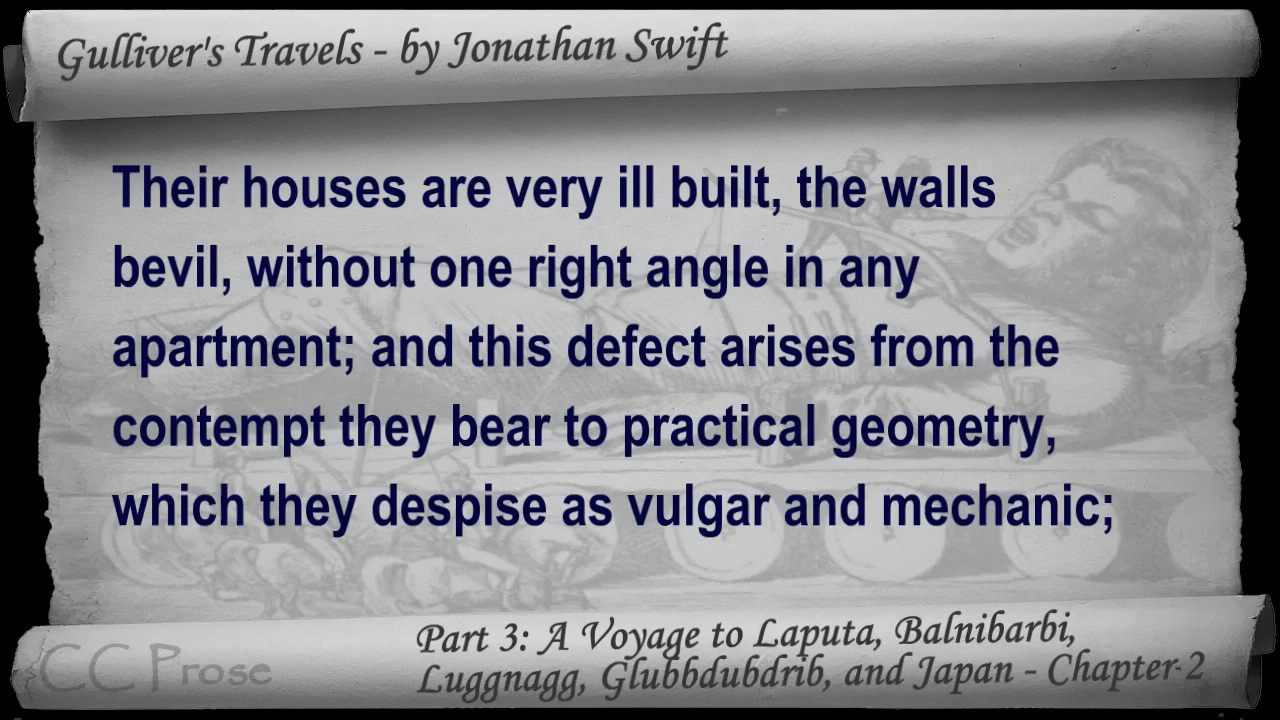 Gulliver's Travels - by Jonathan Swift
Their houses are very ill built, the walls
bevil, without one right angle in any
apartment; and this defect arises from the
contempt they bear to practical geometry,
which they despise as vulgar and mechanic;
CC Prose
Part 3: A Voyage to Laputa, Balnibarbi,
Luggnagg, Glubbdubdrib, and Japan - Chapter 2